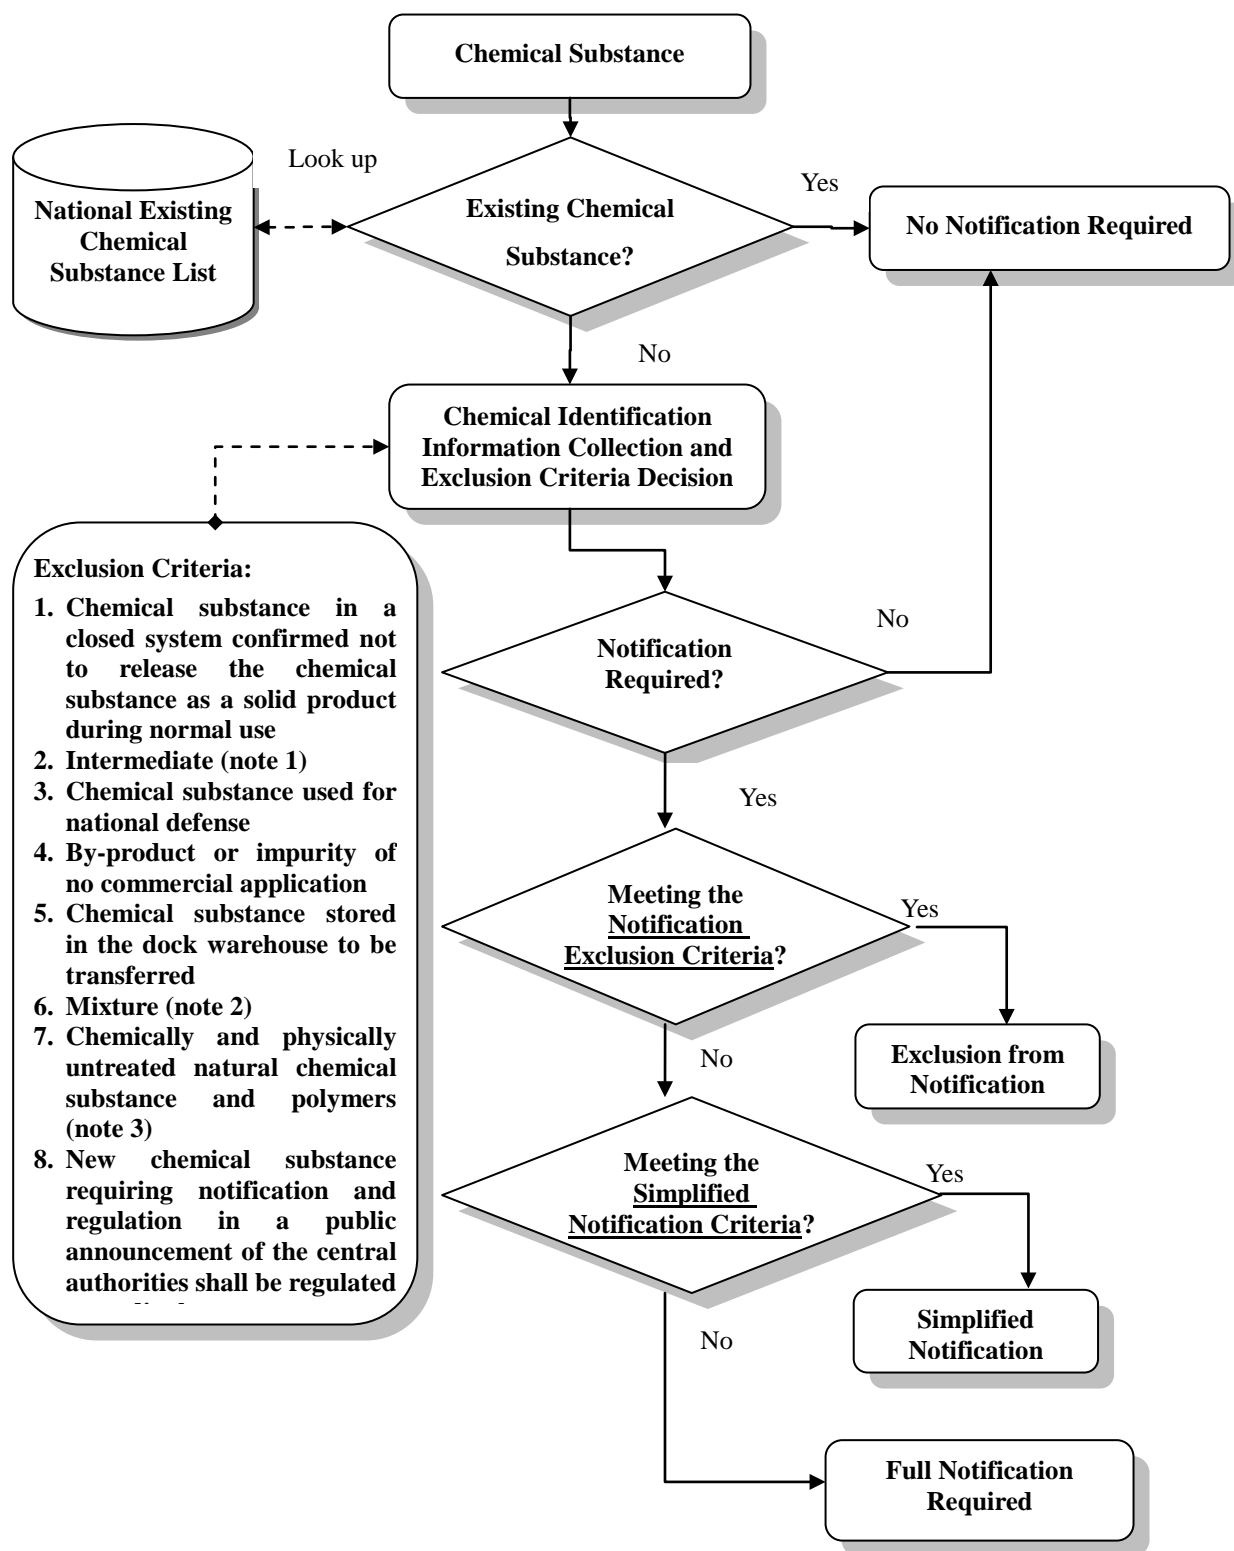 Chemical Substance
Look up
National Existing
Chemical
Substance List
Existing Chemical
Substance?
Yes
No Notification Required
No
Chemical Identification
Information Collection and
Exclusion Criteria Decision
Exclusion Criteria:
1. Chemical substance in a
closed system confirmed not
to release the chemical
substance as a solid product
during normal use
2. Intermediate (note 1)
3. Chemical substance used for
national defense
4. By-product or impurity of
no commercial application
5. Chemical substance stored
in the dock warehouse to be
transferred
6. Mixture (note 2)
7. Chemically and physically
untreated natural chemical
substance and polymers
(note 3)
8. New chemical substance
requiring notification and
regulation in a public
announcement of the central
authorities shall be regulated
Notification
Required?
No
Yes
Meeting the
Notification
Exclusion Criteria?
Yes
Exclusion from
Notification
No
Meeting the
Simplified
Notification Criteria?
Yes
Simplified
Notification
No
Full Notification
Required